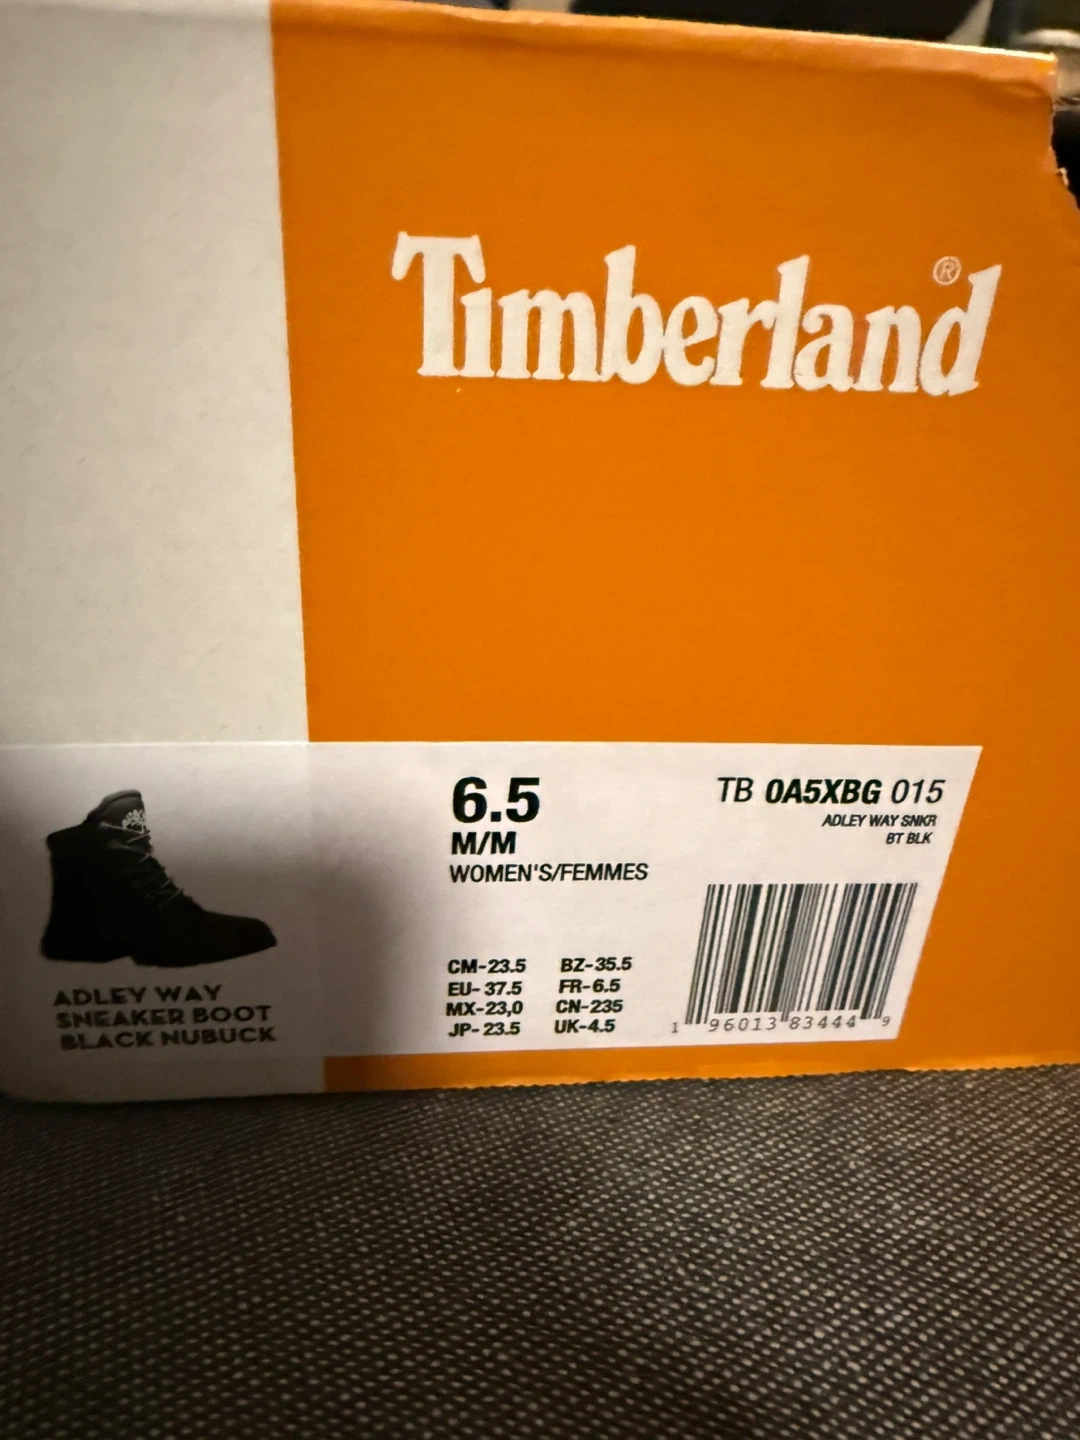 Timberland®
6.5
M/M
WOMEN'S/FEMMES
TB 0A5XBG 015
ADLEY WAY SNKR
BT BLK
CM-23.5 BZ-35.5
EU-37.5 FR-6.5
MX-23,0 CN-235
JP-23.5 UK-4.5
1 96013 83444 9
ADLEY WAY
SNEAKER BOOT
BLACK NUBUCK